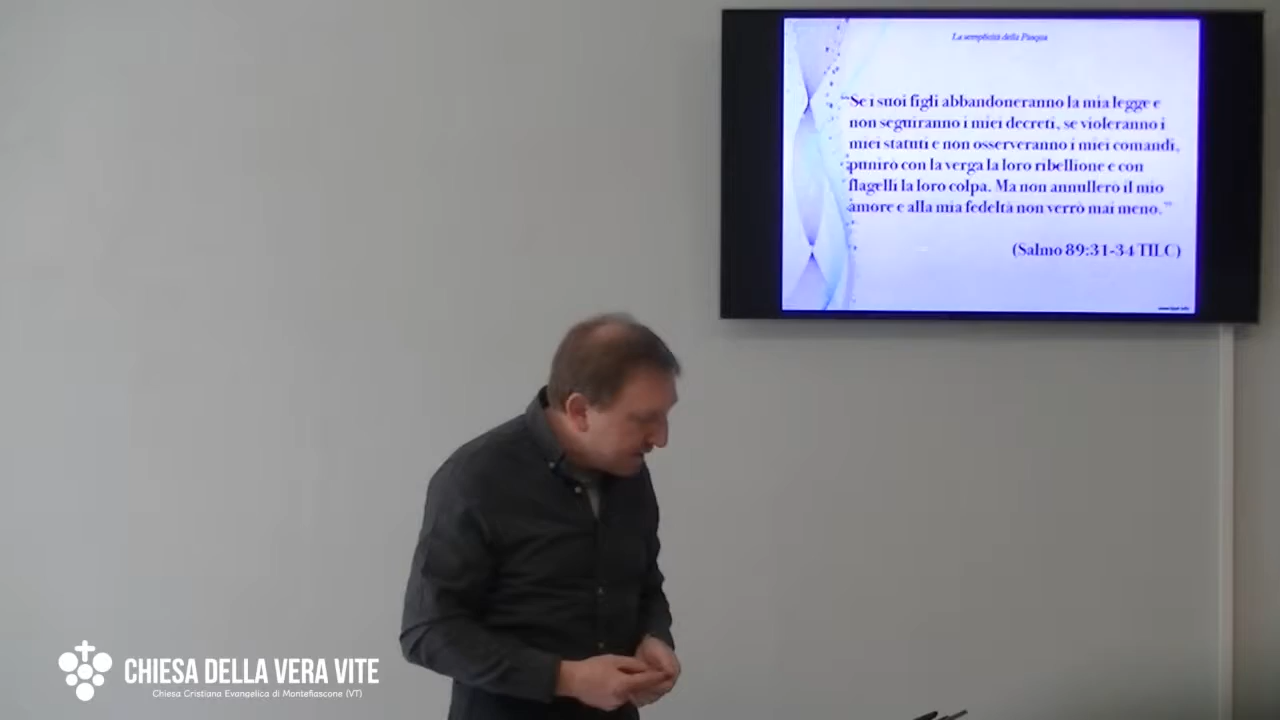 La semplicità della Pasqua
“Se i suoi figli abbandoneranno la mia legge e
non seguiranno i miei decreti, se violeranno i
miei statuti e non osserveranno i miei comandi,
punirò con la verga la loro ribellione e con
flagelli la loro colpa. Ma non annullerò il mio
amore e alla mia fedeltà non verrò mai meno.”
(Salmo 89:31-34 TILC)
CHIESA DELLA VERA VITE
Chiesa Cristiana Evangelica di Montefiascone (VT)